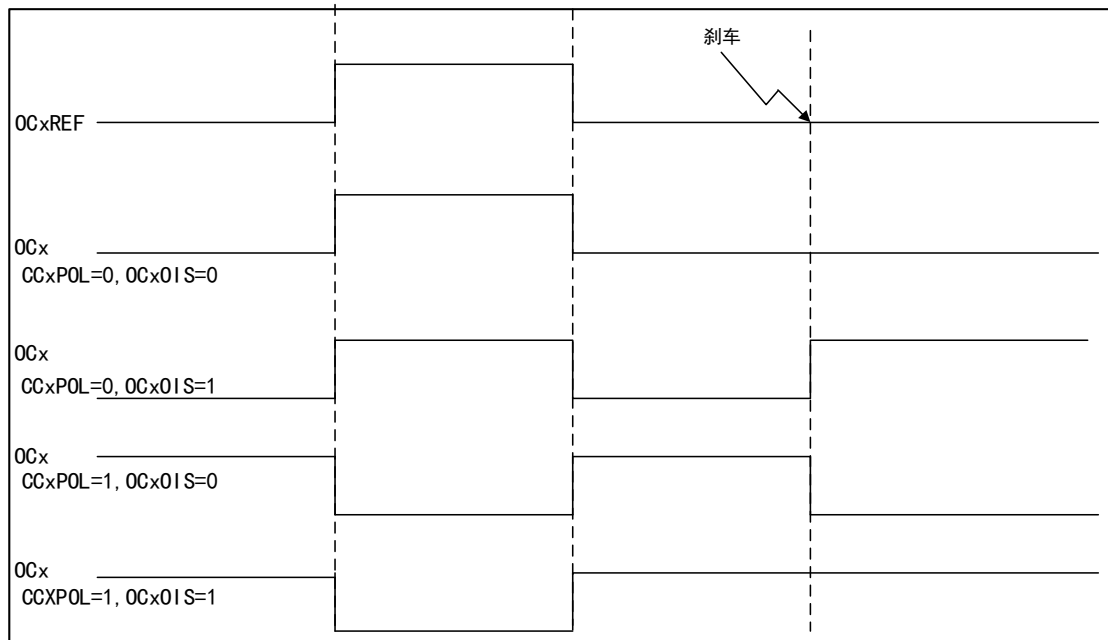 刹车
OCxREF
OCx
CCxPOL=0,OCxOIS=0
OCx
CCxPOL=0,OCxOIS=1
OCx
CCxPOL=1,OCxOIS=0
OCx
CCXPOL=1,OCxOIS=1